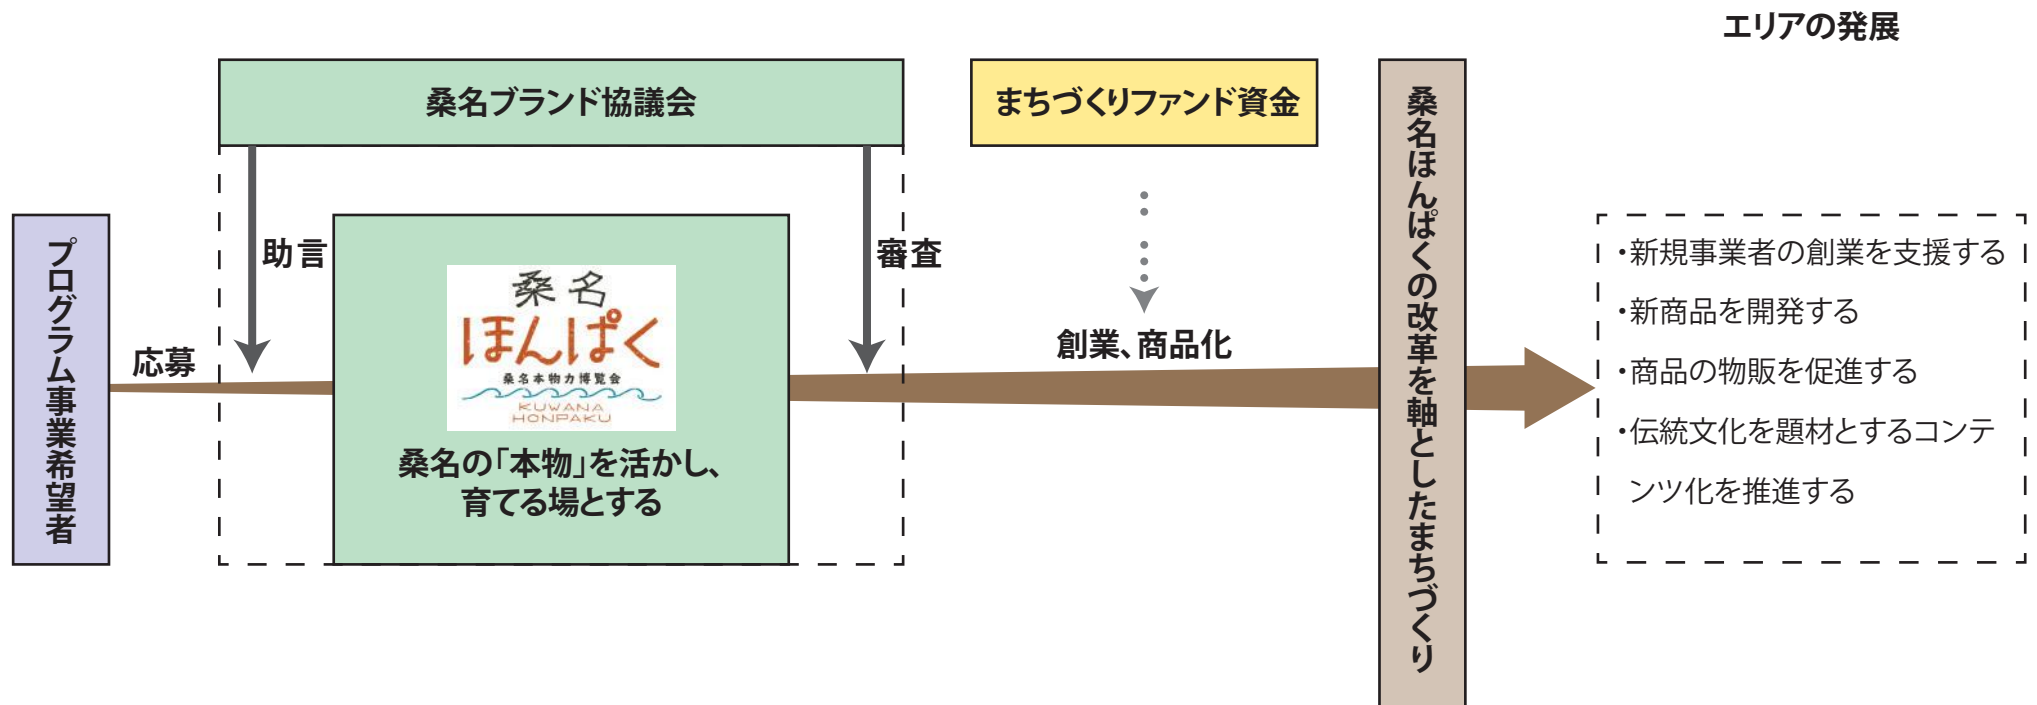 エリアの発展
桑名ブランド協議会
まちづくりファンド資金
桑名ほんぱくの改革を軸としたまちづくり
プログラム事業希望者
応募
助言
審査
桑名
ほんぱく
桑名本物力博覧会
KUWANA
HONPAKU
桑名の「本物」を活かし、
育てる場とする
創業、商品化
・新規事業者の創業を支援する
・新商品を開発する
・商品の物販を促進する
・伝統文化を題材とするコンテ
ンツ化を推進する